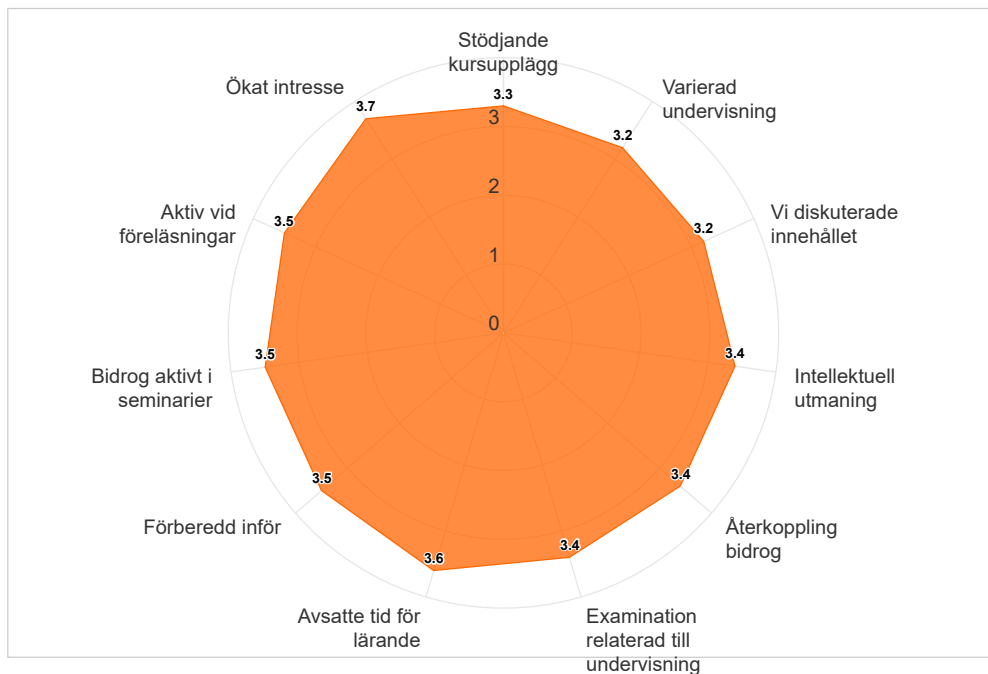 Stödjande
kursupplägg
3.3
Varierad
undervisning
3.2
Vi diskuterade
innehållet
3.2
Intellektuell
utmaning
3.4
Återkoppling
bidrog
3.4
Examination
relaterad till
undervisning
3.4
Avsatte tid för
lärande
3.6
Förberedd inför
3.5
Bidrog aktivt i
seminarier
3.5
Aktiv vid
föreläsningar
3.5
Ökat intresse
3.7
3
2
1
0